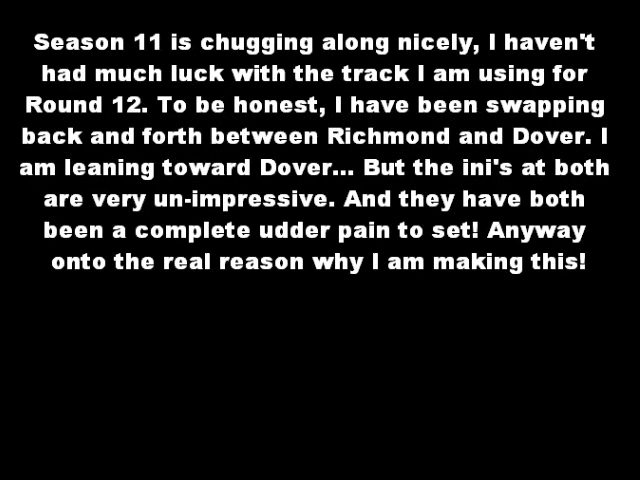 Season 11 is chugging along nicely, I haven't
had much luck with the track I am using for
Round 12. To be honest, I have been swapping
back and forth between Richmond and Dover. I
am leaning toward Dover... But the ini's at both
are very un-impressive. And they have both
been a complete udder pain to set! Anyway
onto the real reason why I am making this!